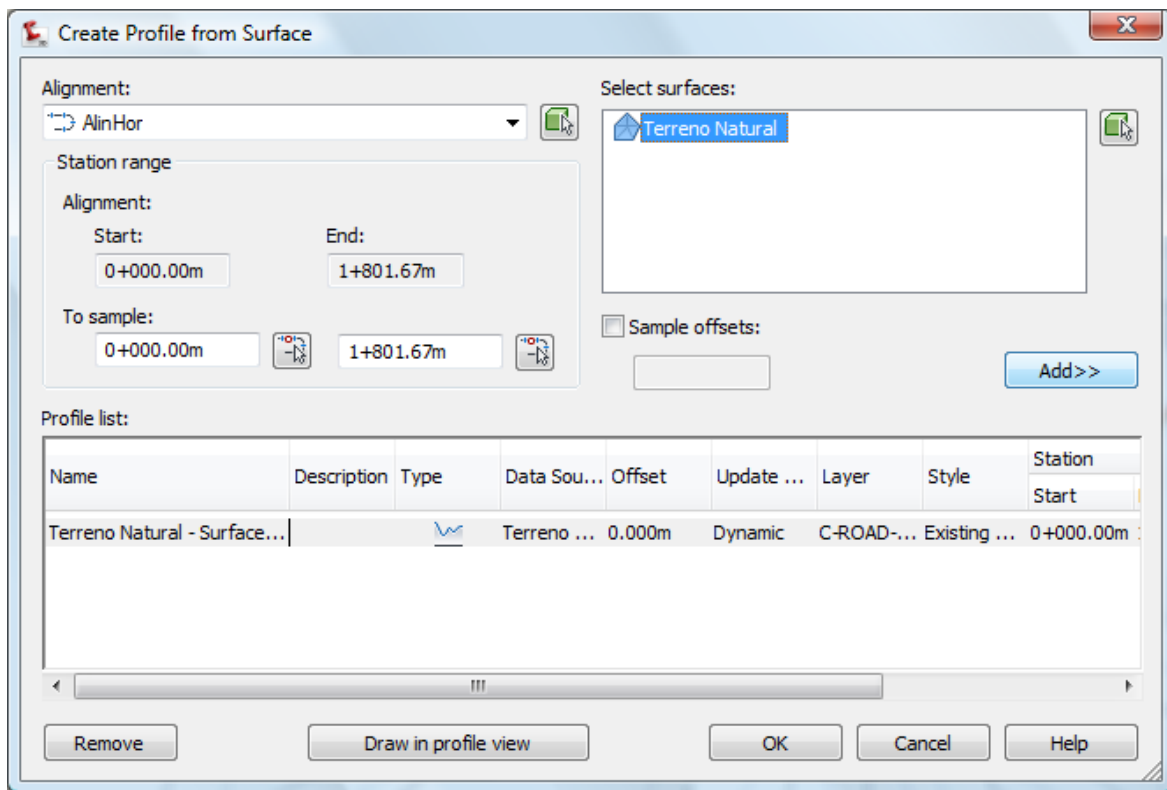 Create Profile from Surface
Alignment:
AlinHor
Select surfaces:
Terreno Natural
Station range
Alignment:
Start: End:
0+000.00m 1+801.67m
To sample:
0+000.00m 1+801.67m
Sample offsets:
Add>>
Profile list:
Name Description Type Data Sou... Offset Update ... Layer Style Station
Start
Terreno Natural - Surface... Terreno ... 0.000m Dynamic C-ROAD-... Existing ... 0+000.00m
Remove Draw in profile view OK Cancel Help